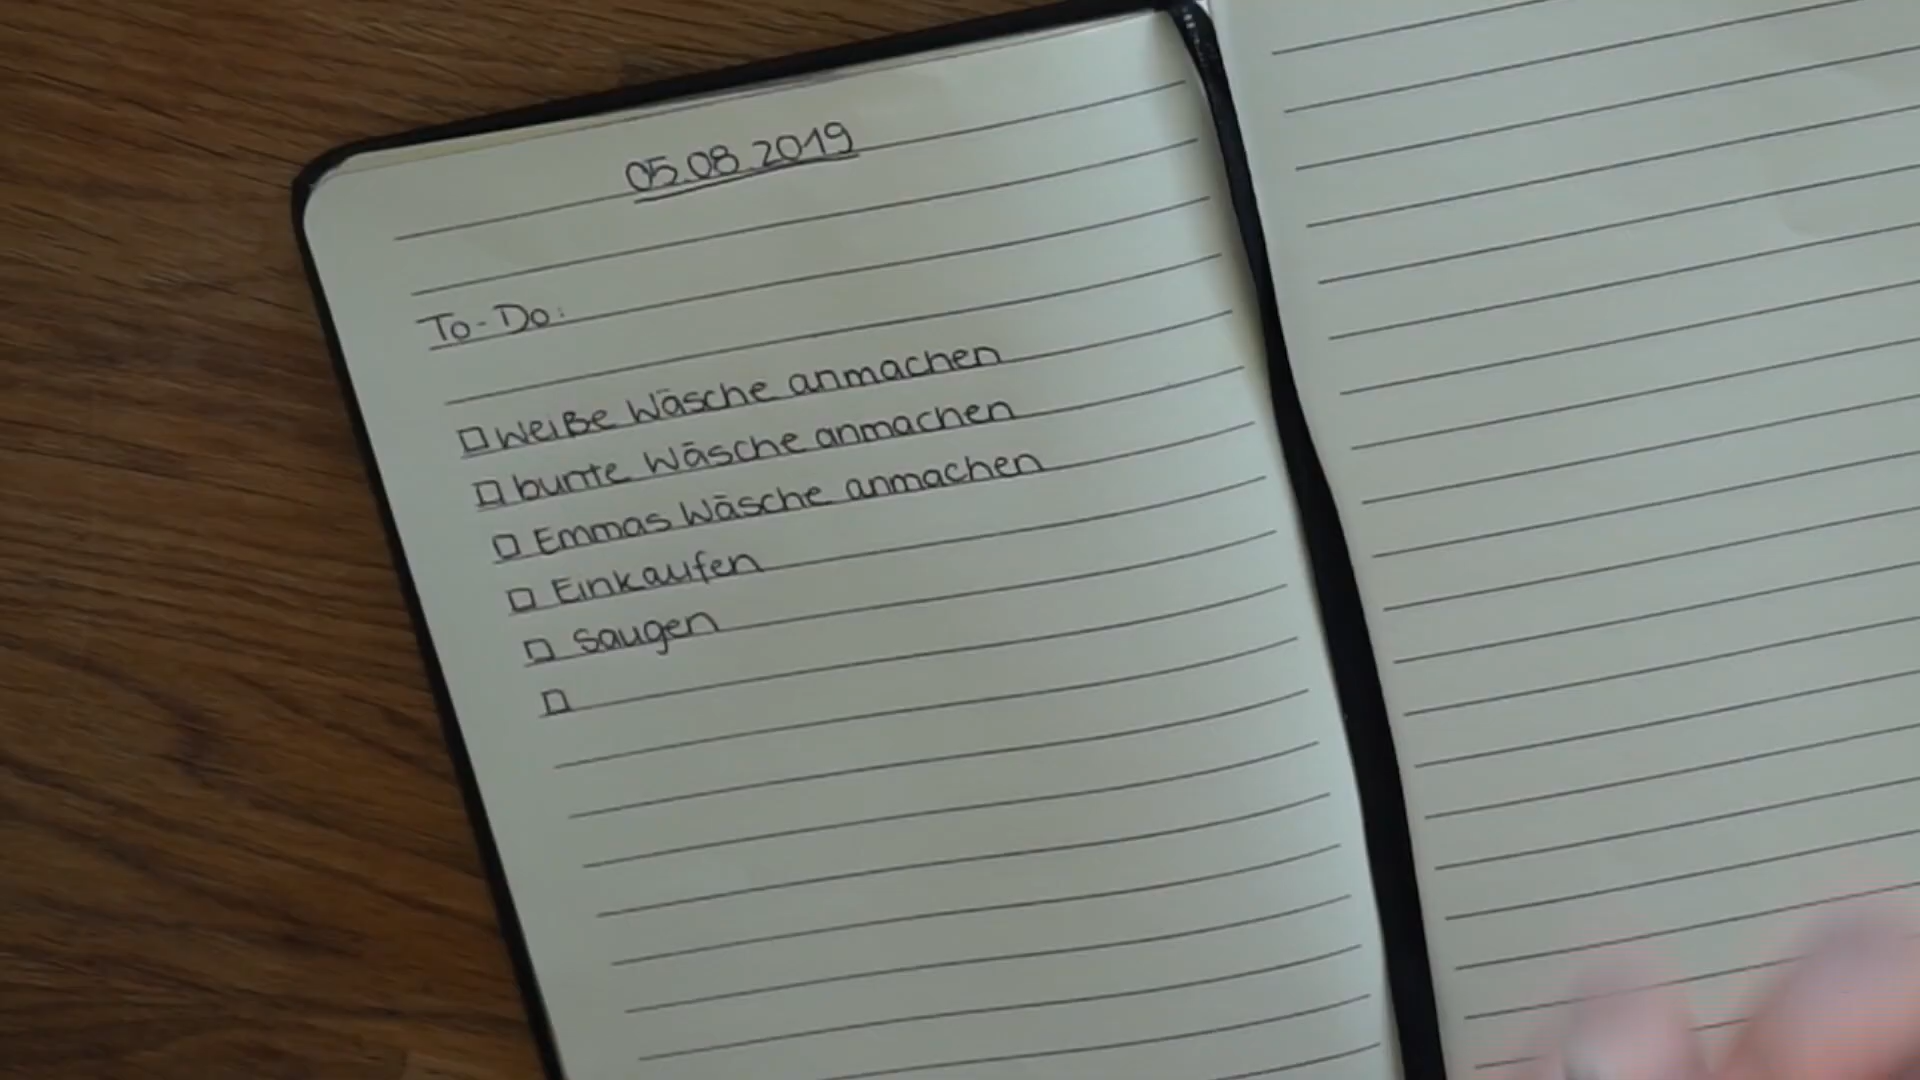 05.08.2019
To-Do:
□ Weiße Wäsche anmachen
□ bunte Wäsche anmachen
□ Emmas Wäsche anmachen
□ Einkaufen
□ Saugen
□